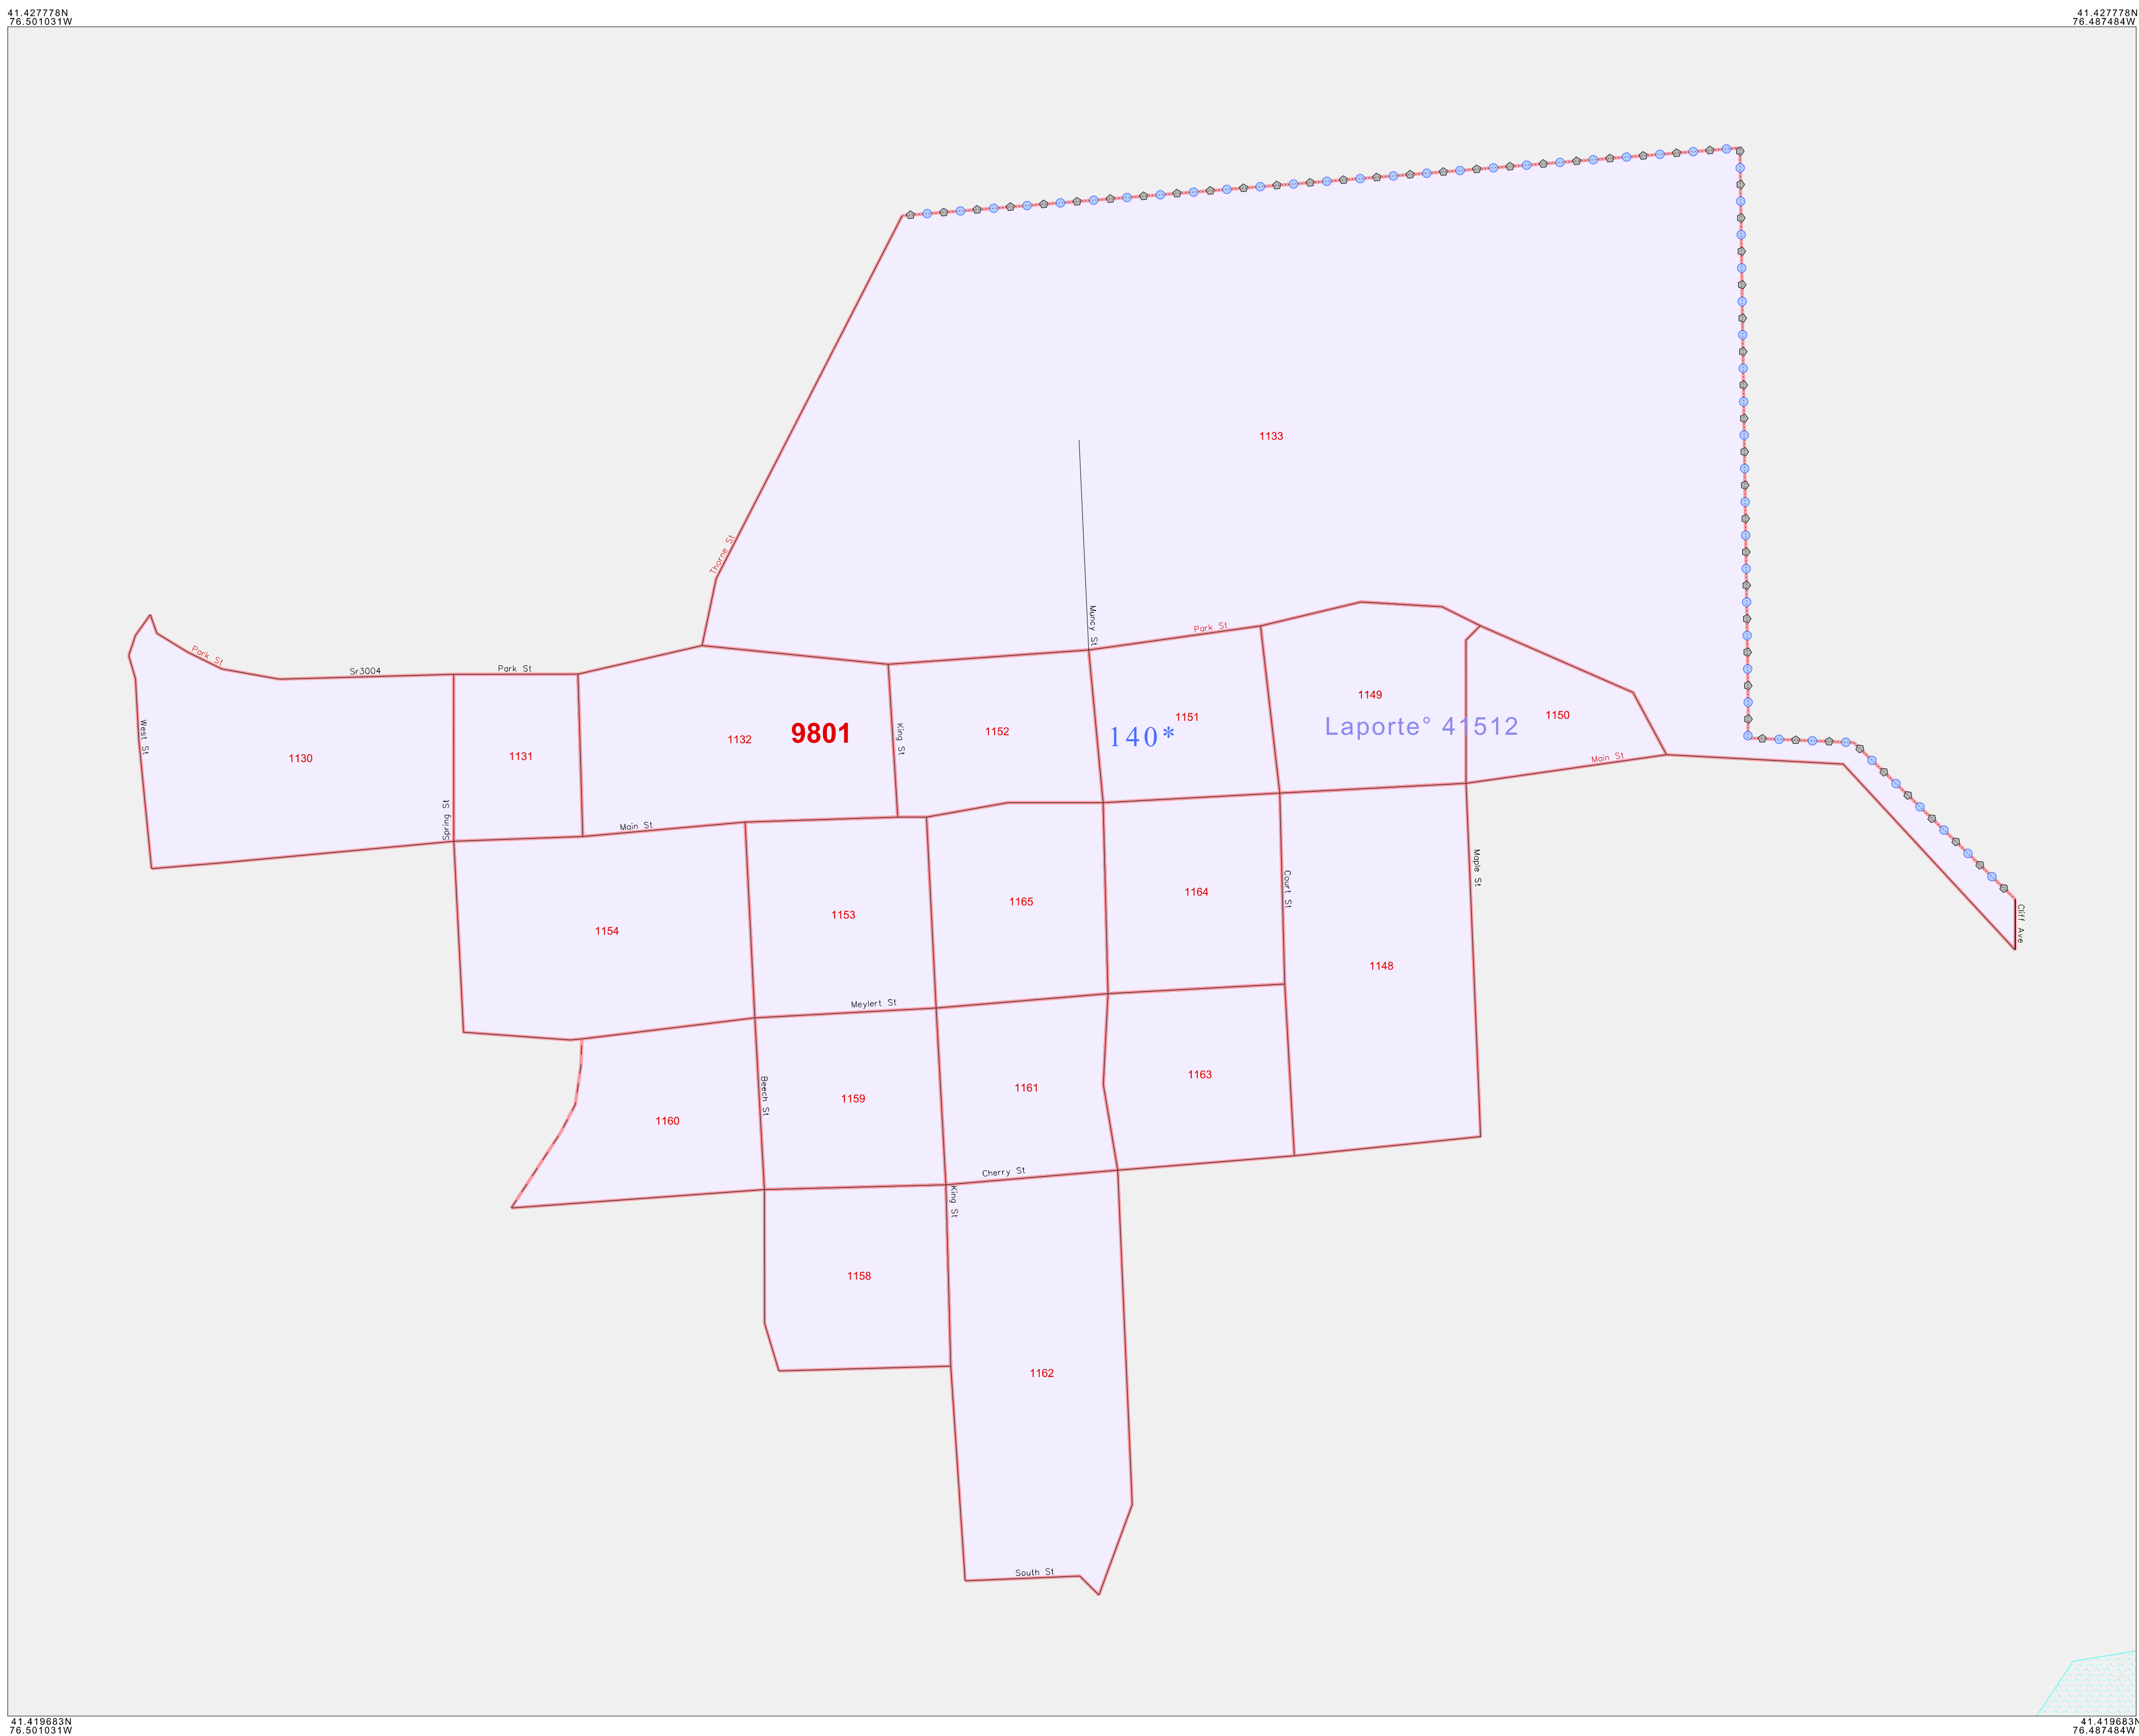 41.427778N
76.501031W
41.427778N
76.487484W
1133
Thorne St
Muncy St
Park St
Park St
Sr3004
Park St
West St
1130
Spring St
1131
1132
9801
King St
1152
140*
1151
1149
Laporte° 41512
1150
Main St
Main St
1154
1153
1165
1164
Court St
Maple St
1148
Cliff Ave
Meylert St
1160
Beech St
1159
1161
1163
Cherry St
King St
1158
1162
South St
41.419683N
76.501031W
41.419683N
76.487484W